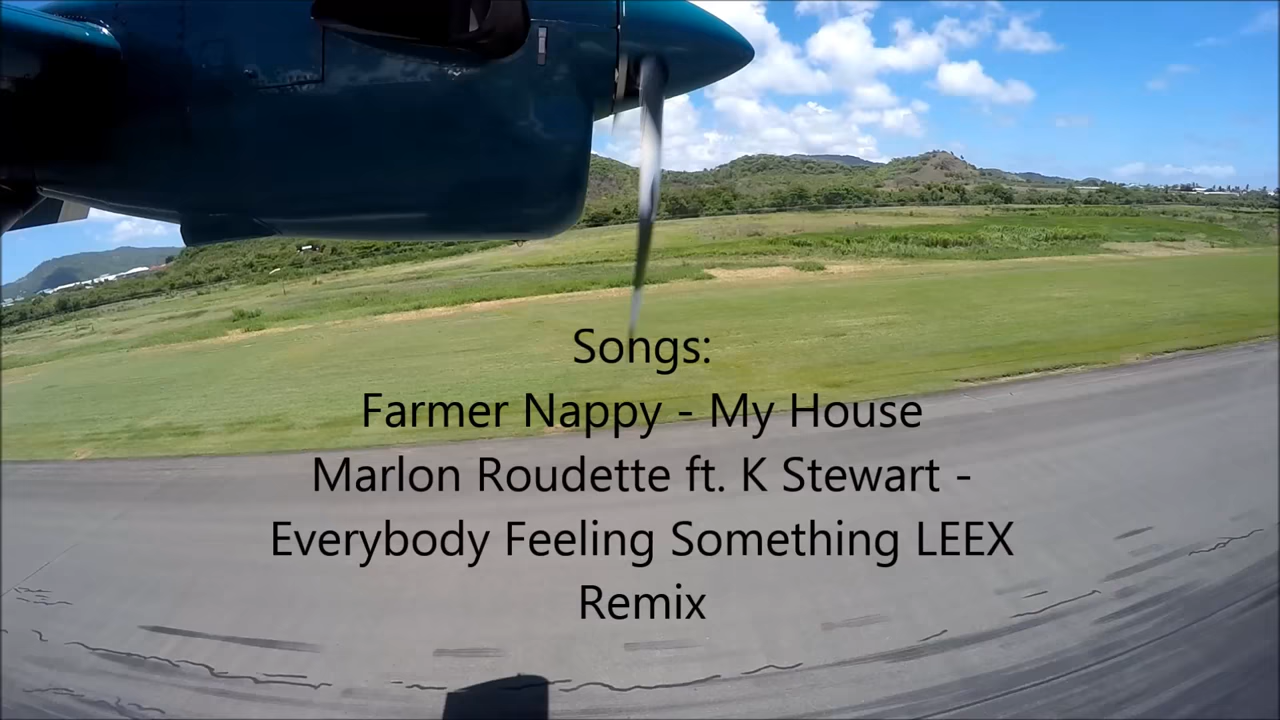 Songs:
Farmer Nappy - My House
Marlon Roudette ft. K Stewart -
Everybody Feeling Something LEEX
Remix